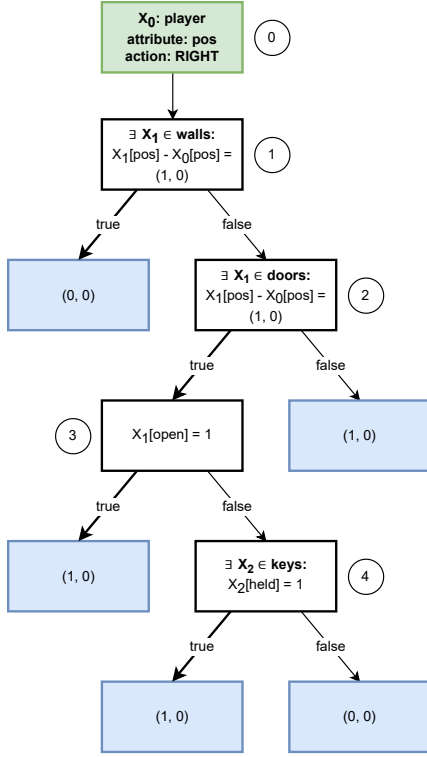 X₀: player
attribute: pos
action: RIGHT
0
∃ X₁ ∈ walls:
X₁[pos] - X₀[pos] =
(1, 0)
1
true
false
(0, 0)
∃ X₁ ∈ doors:
X₁[pos] - X₀[pos] =
(1, 0)
2
true
false
3
X₁[open] = 1
(1, 0)
true
false
(1, 0)
∃ X₂ ∈ keys:
X₂[held] = 1
4
true
false
(1, 0)
(0, 0)